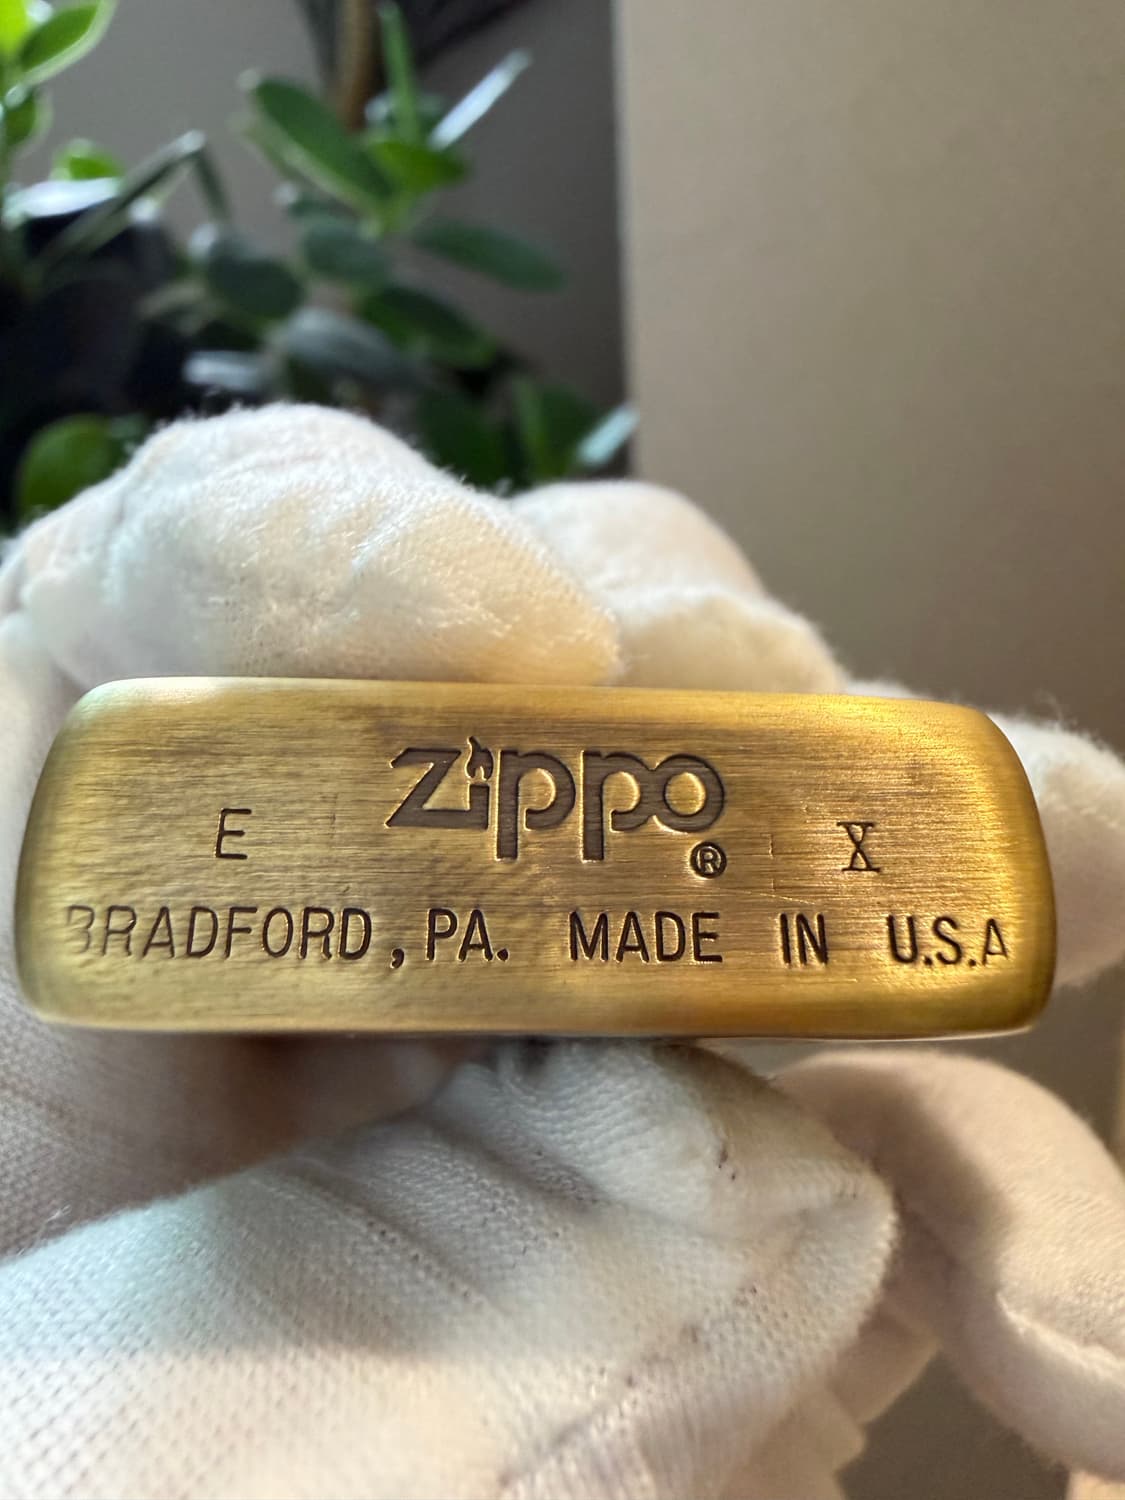 Zippo ®
E X
BRADFORD, PA. MADE IN U.S.A